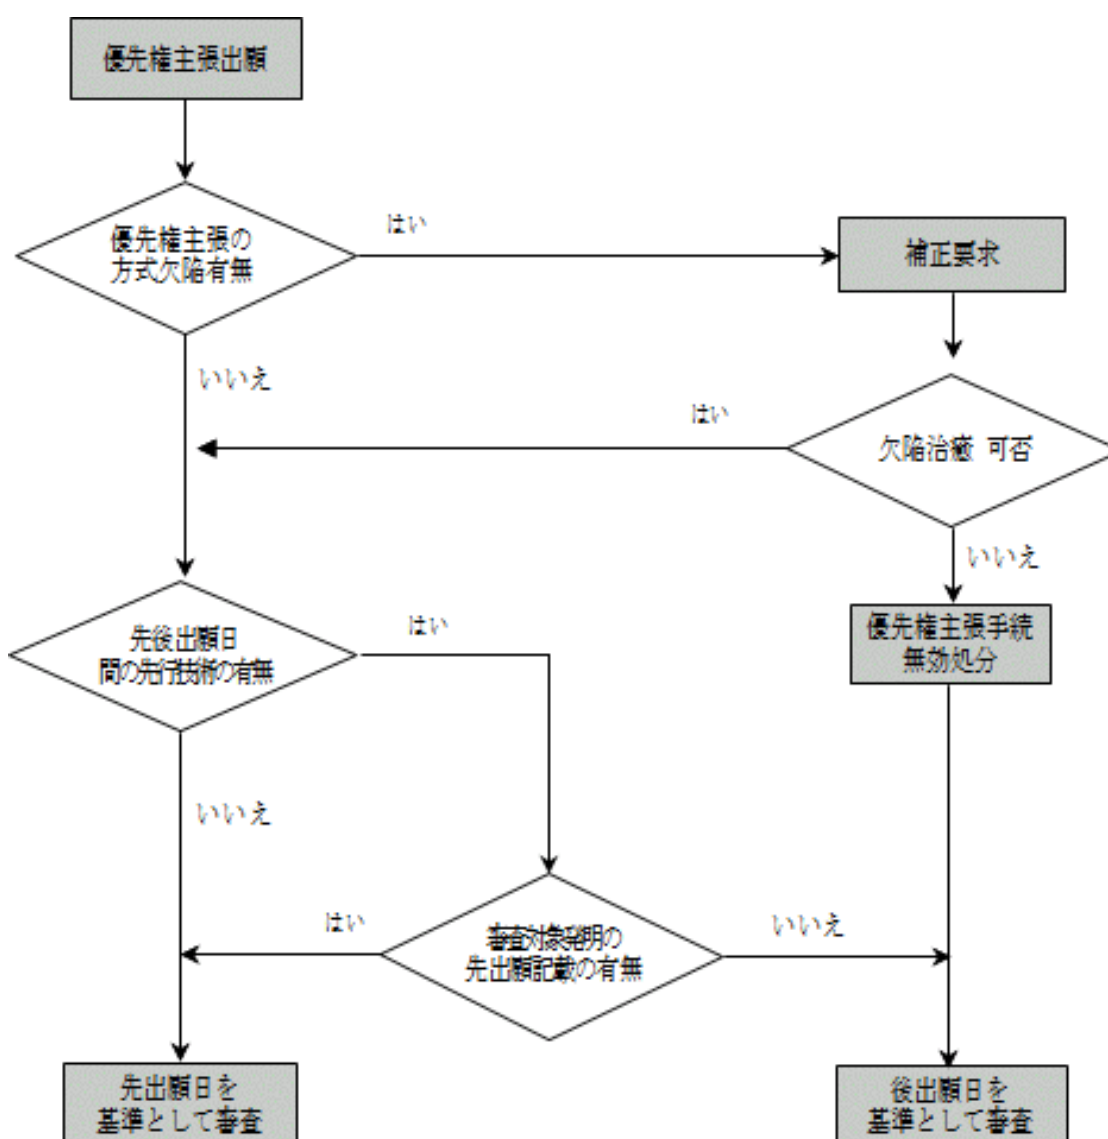 優先権主張出願
優先権主張の
方式欠陥有無
はい
補正要求
いいえ
はい
欠陥治癒 可否
いいえ
先後出願日
間の先行技術の有無
はい
優先権主張手続
無効処分
いいえ
審査対象発明の
先出願記載の有無
はい
いいえ
先出願日を
基準として審査
後出願日を
基準として審査